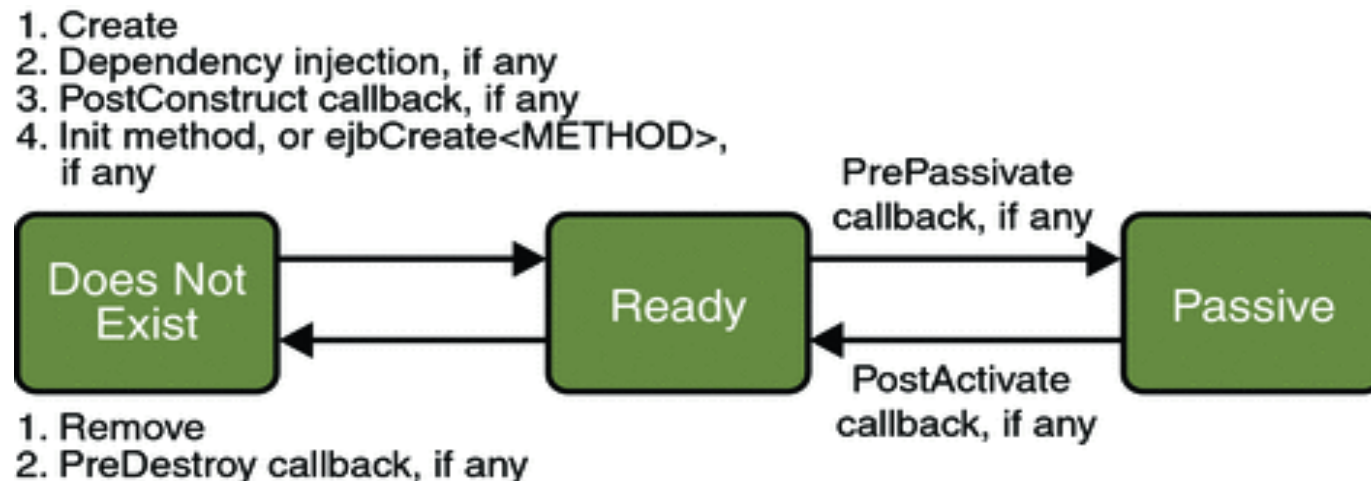 1. Create
2. Dependency injection, if any
3. PostConstruct callback, if any
4. Init method, or ejbCreate<METHOD>,
if any
PrePassivate
callback, if any
Does Not
Exist
Ready
Passive
PostActivate
callback, if any
1. Remove
2. PreDestroy callback, if any